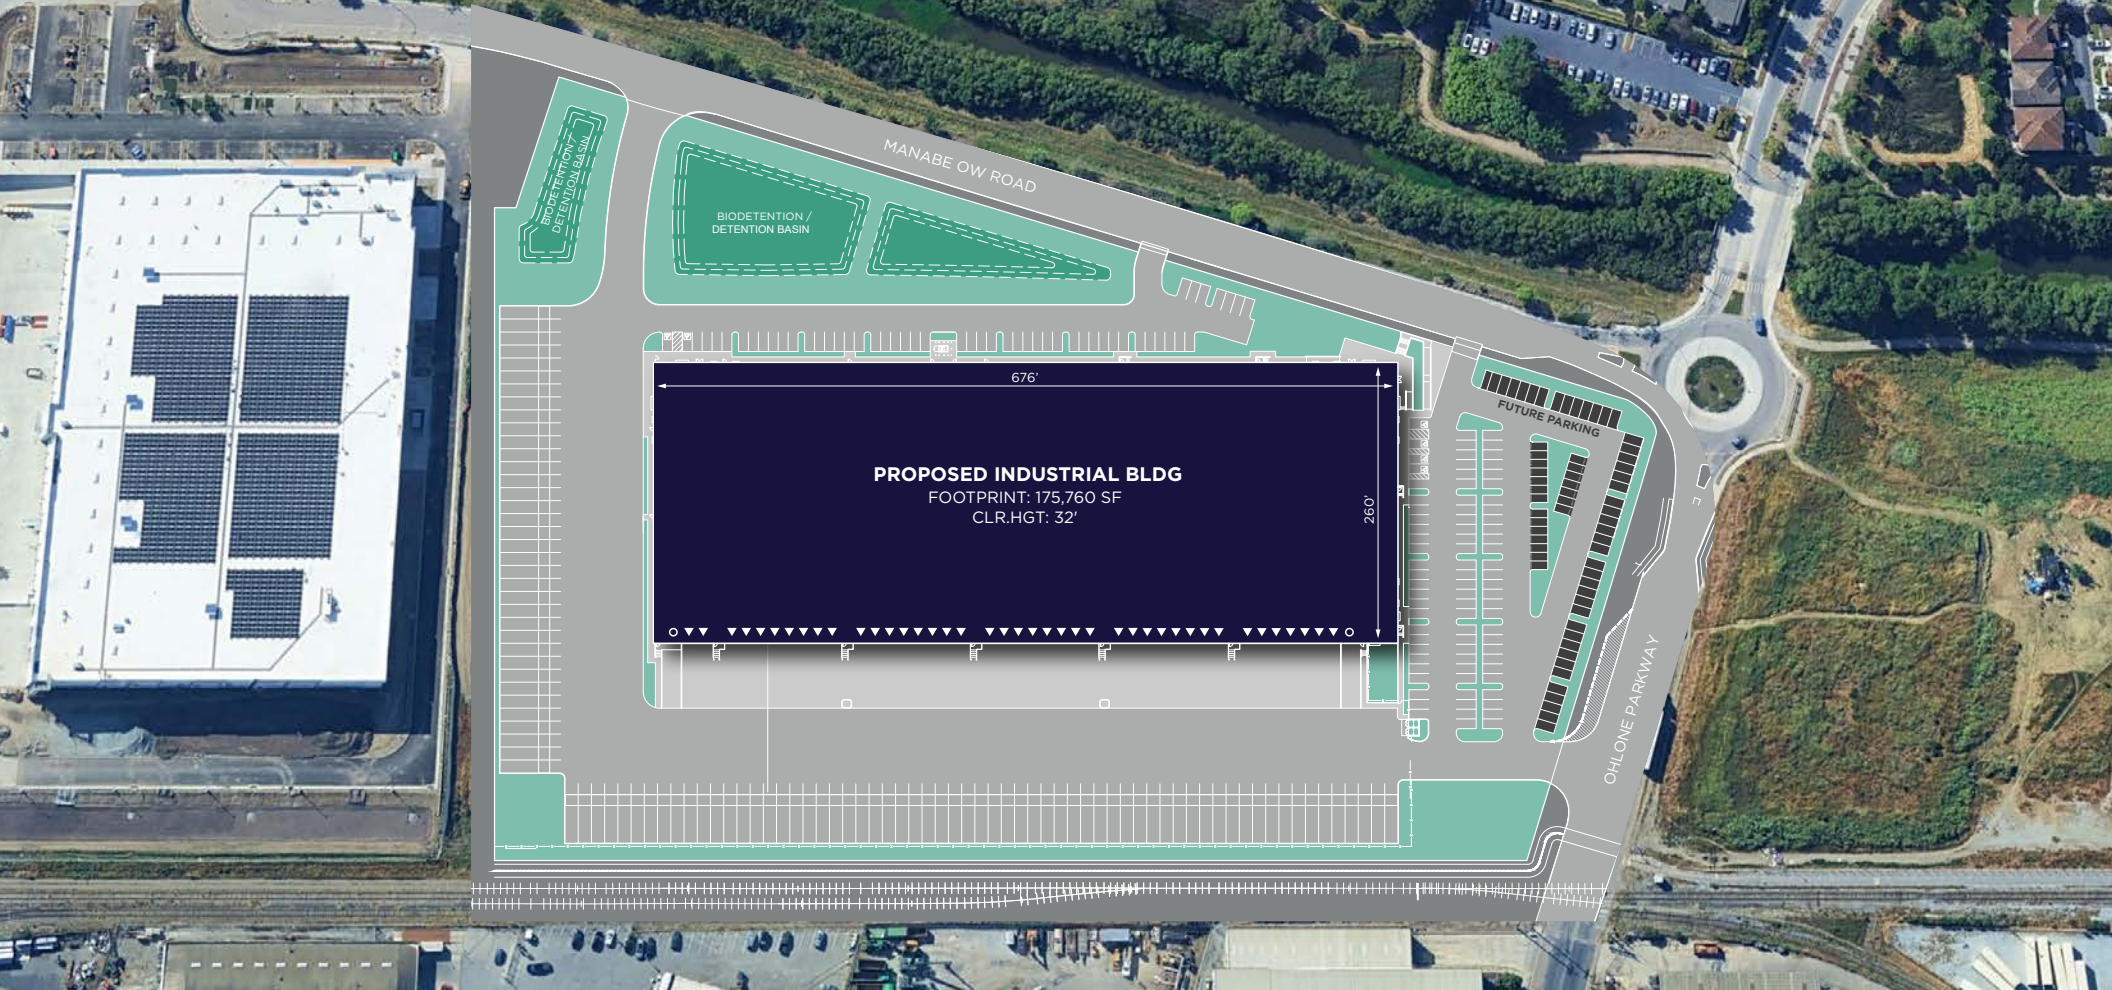 MANABE OW ROAD
BIODETENTION /
DETENTION BASIN
BIODETENTION /
DETENTION BASIN
676'
FUTURE PARKING
PROPOSED INDUSTRIAL BLDG
FOOTPRINT: 175,760 SF
CLR.HGT: 32'
260'
OHLONE PARKWAY